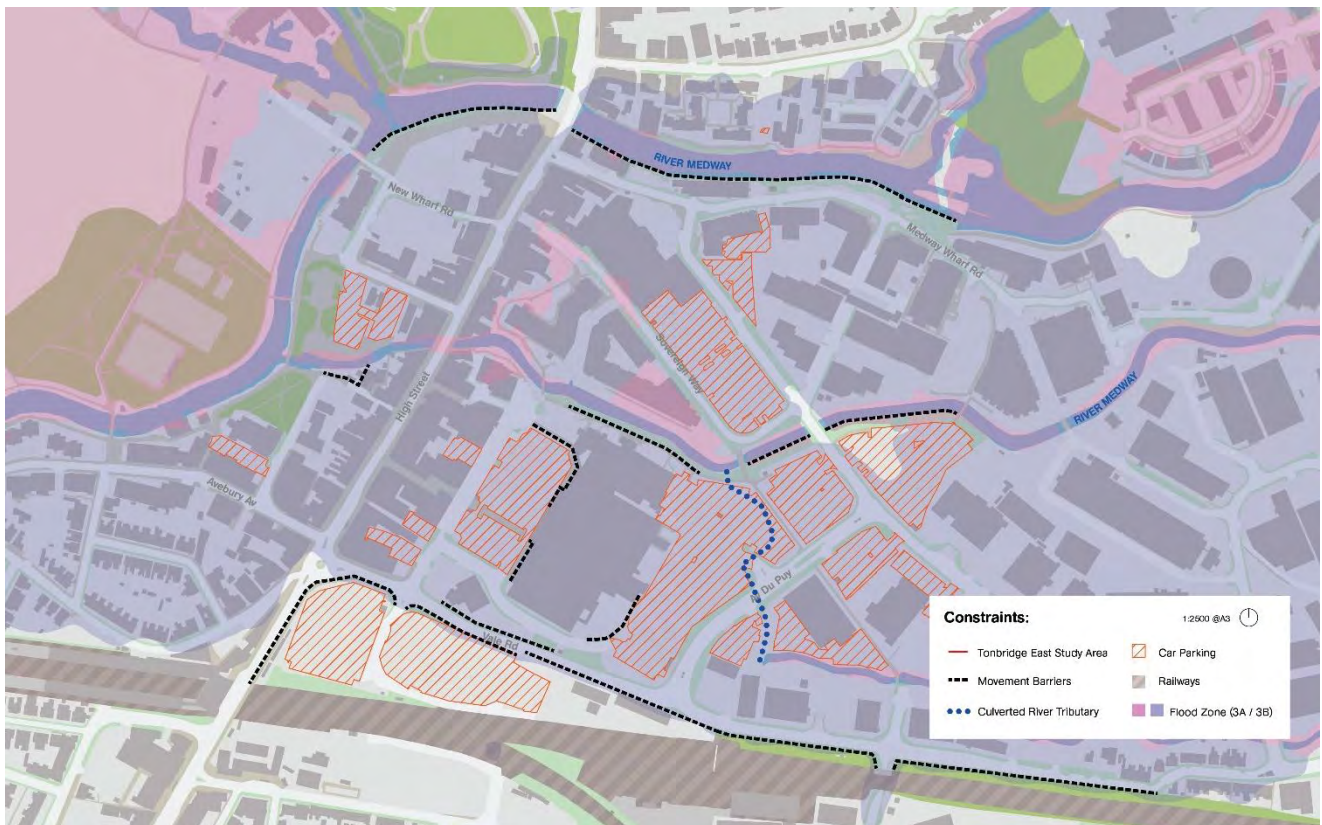 RIVER MEDWAY
New Wharf Rd
Medway Wharf Rd
Sovereign Way
High Street
RIVER MEDWAY
Avebury Av
Du Puy
Vale Rd
Constraints:
1:2500 @A3
Tonbridge East Study Area
Car Parking
Movement Barriers
Railways
Culverted River Tributary
Flood Zone (3A / 3B)